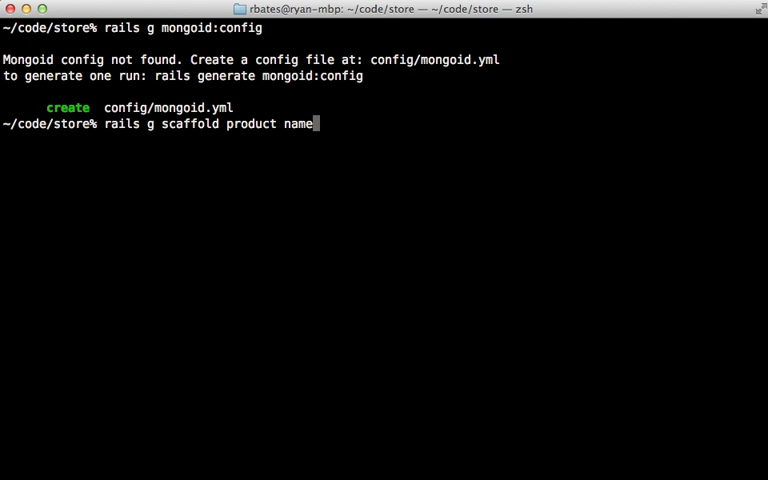 rbates@ryan-mbp: ~/code/store — ~/code/store — zsh
~/code/store% rails g mongoid:config
Mongoid config not found. Create a config file at: config/mongoid.yml
to generate one run: rails generate mongoid:config
create config/mongoid.yml
~/code/store% rails g scaffold product name